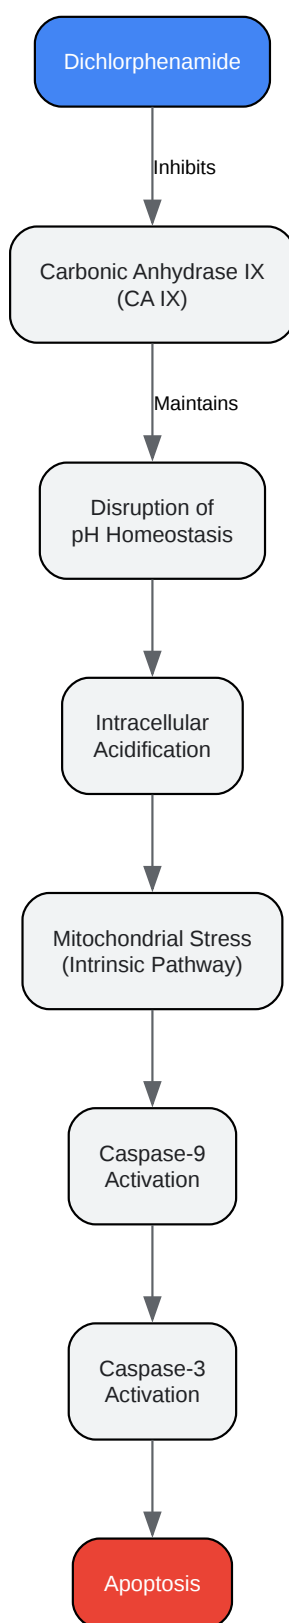 Dichlorphenamide
Inhibits
Carbonic Anhydrase IX
(CA IX)
Maintains
Disruption of
pH Homeostasis
Intracellular
Acidification
Mitochondrial Stress
(Intrinsic Pathway)
Caspase-9
Activation
Caspase-3
Activation
Apoptosis